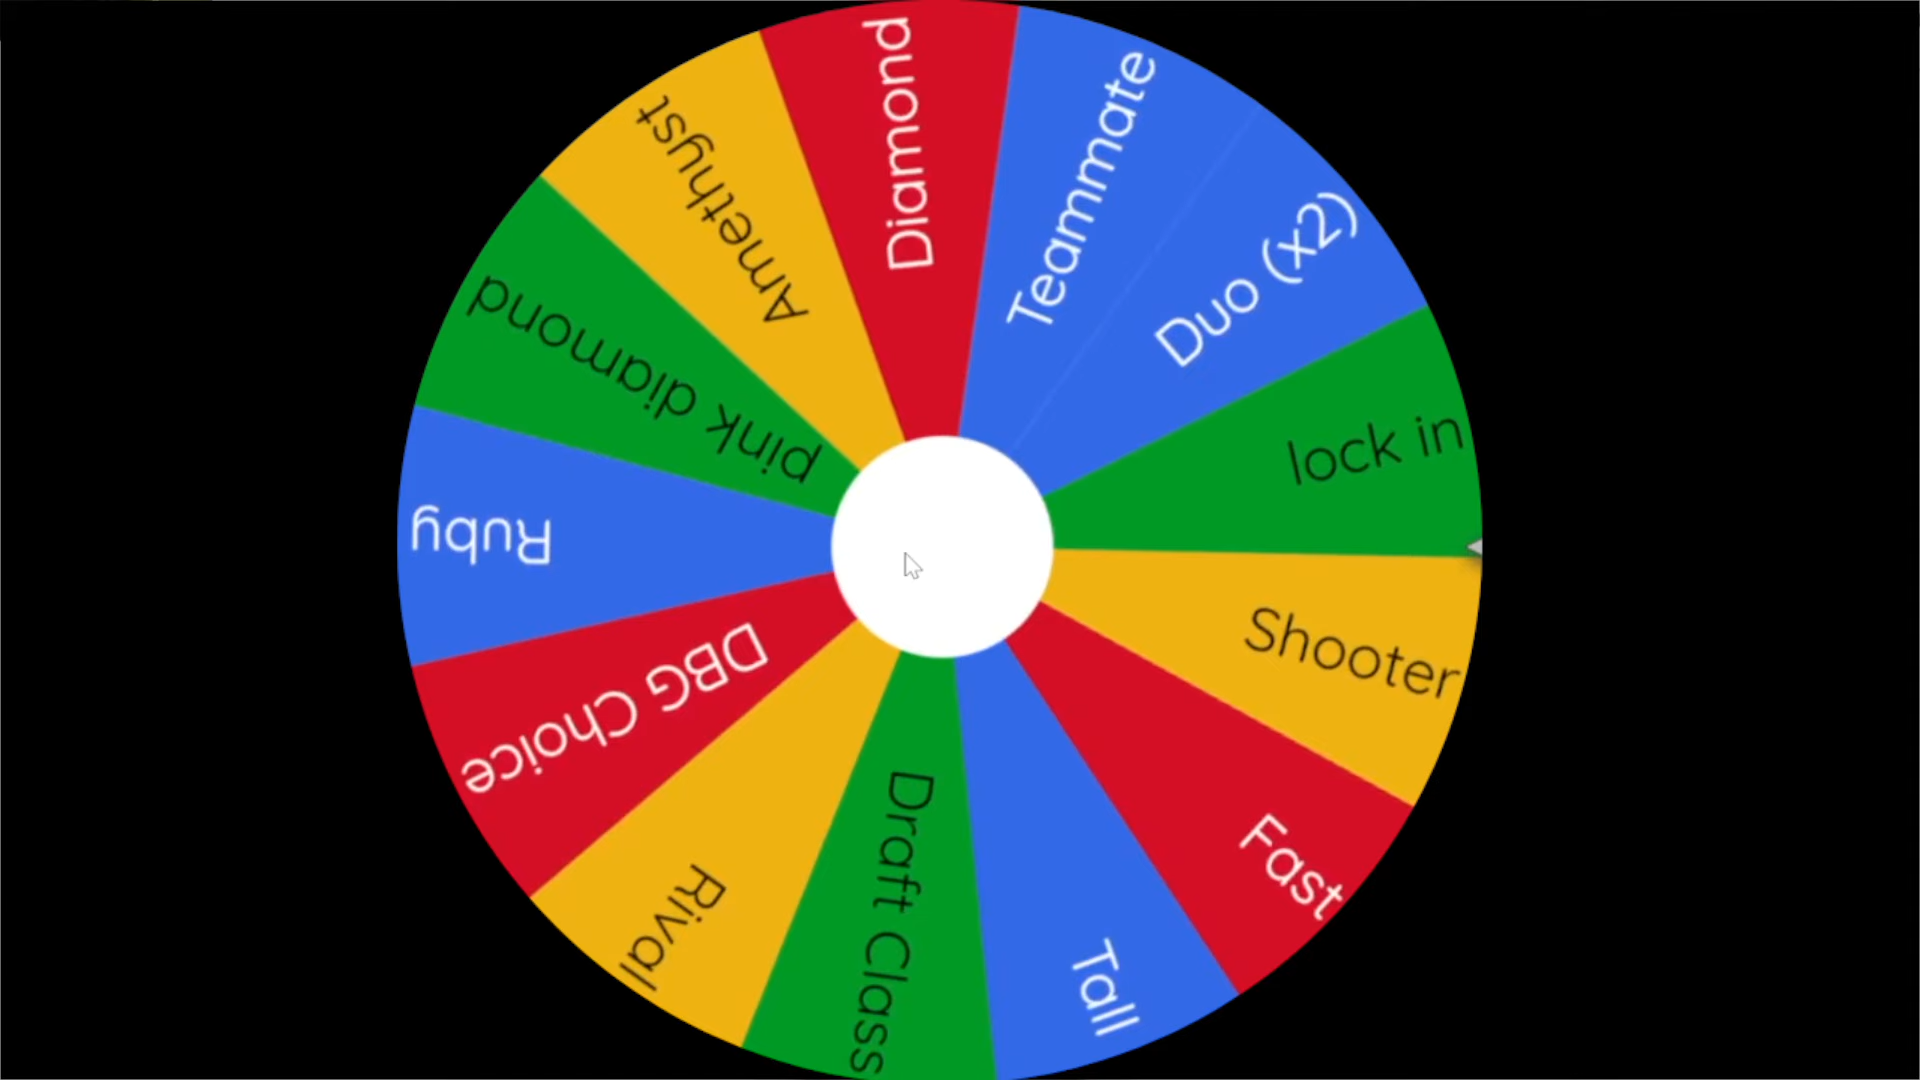 Diamond
Teammate
Duo (x2)
lock in
Shooter
Fast
Tall
Draft Class
Rival
DBG Choice
Ruby
pink diamond
Amethyst